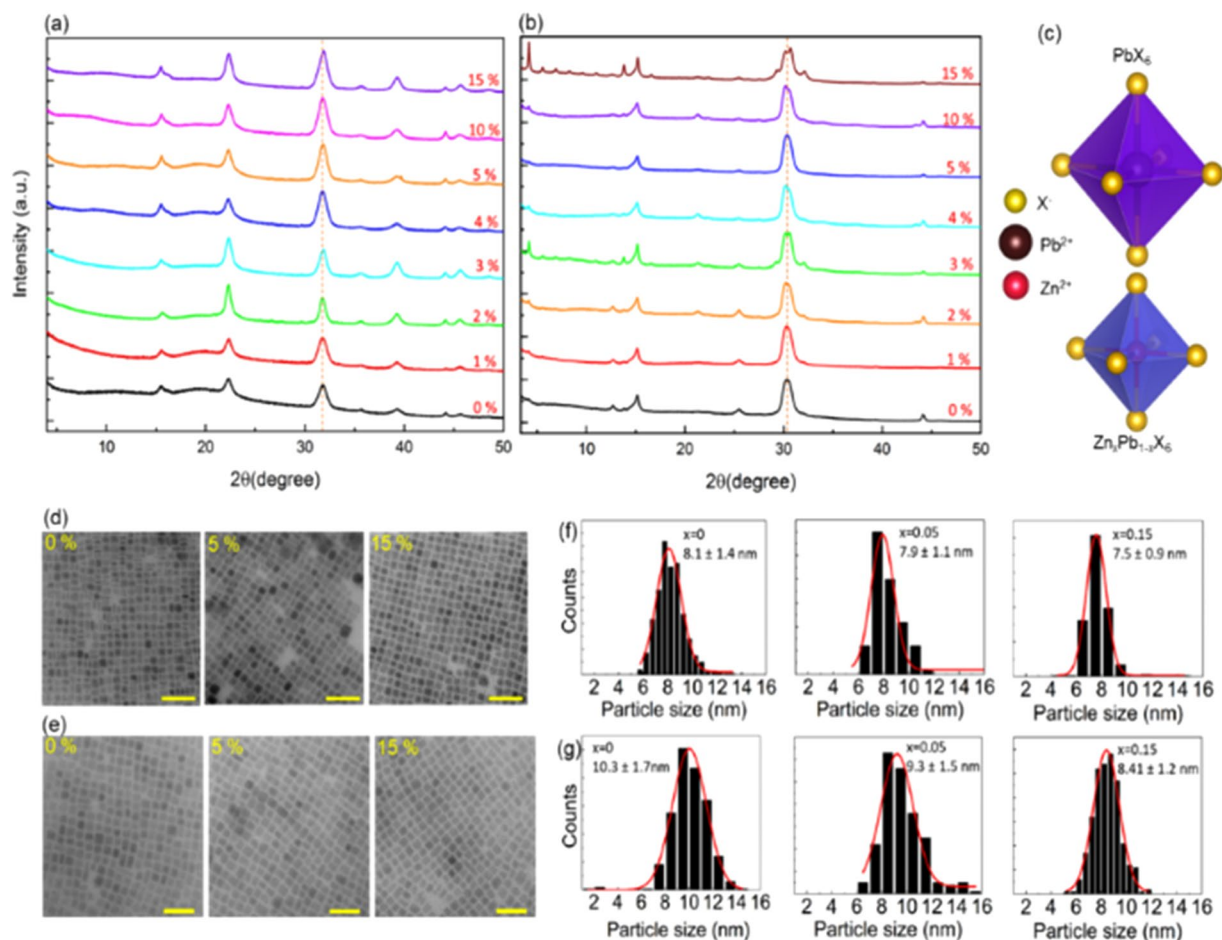 (a)
Intensity (a.u.)
15 %
10 %
5 %
4 %
3 %
2 %
1 %
0 %
10 20 30 40 50
2θ(degree)
(b)
15 %
10 %
5 %
4 %
3 %
2 %
1 %
0 %
10 20 30 40 50
2θ(degree)
(c)
PbX₆
X⁻
Pb²⁺
Zn²⁺
ZnₓPb₁₋ₓX₆
(d)
0 %
5 %
15 %
(e)
0 %
5 %
15 %
(f)
Counts
x=0
8.1 ± 1.4 nm
2 4 6 8 10 12 14 16
Particle size (nm)
x=0.05
7.9 ± 1.1 nm
2 4 6 8 10 12 14 16
Particle size (nm)
x=0.15
7.5 ± 0.9 nm
2 4 6 8 10 12 14 16
Particle size (nm)
(g)
Counts
x=0
10.3 ± 1.7nm
2 4 6 8 10 12 14 16
Particle size (nm)
x=0.05
9.3 ± 1.5 nm
2 4 6 8 10 12 14 16
Particle size (nm)
x=0.15
8.41 ± 1.2 nm
2 4 6 8 10 12 14 16
Particle size (nm)